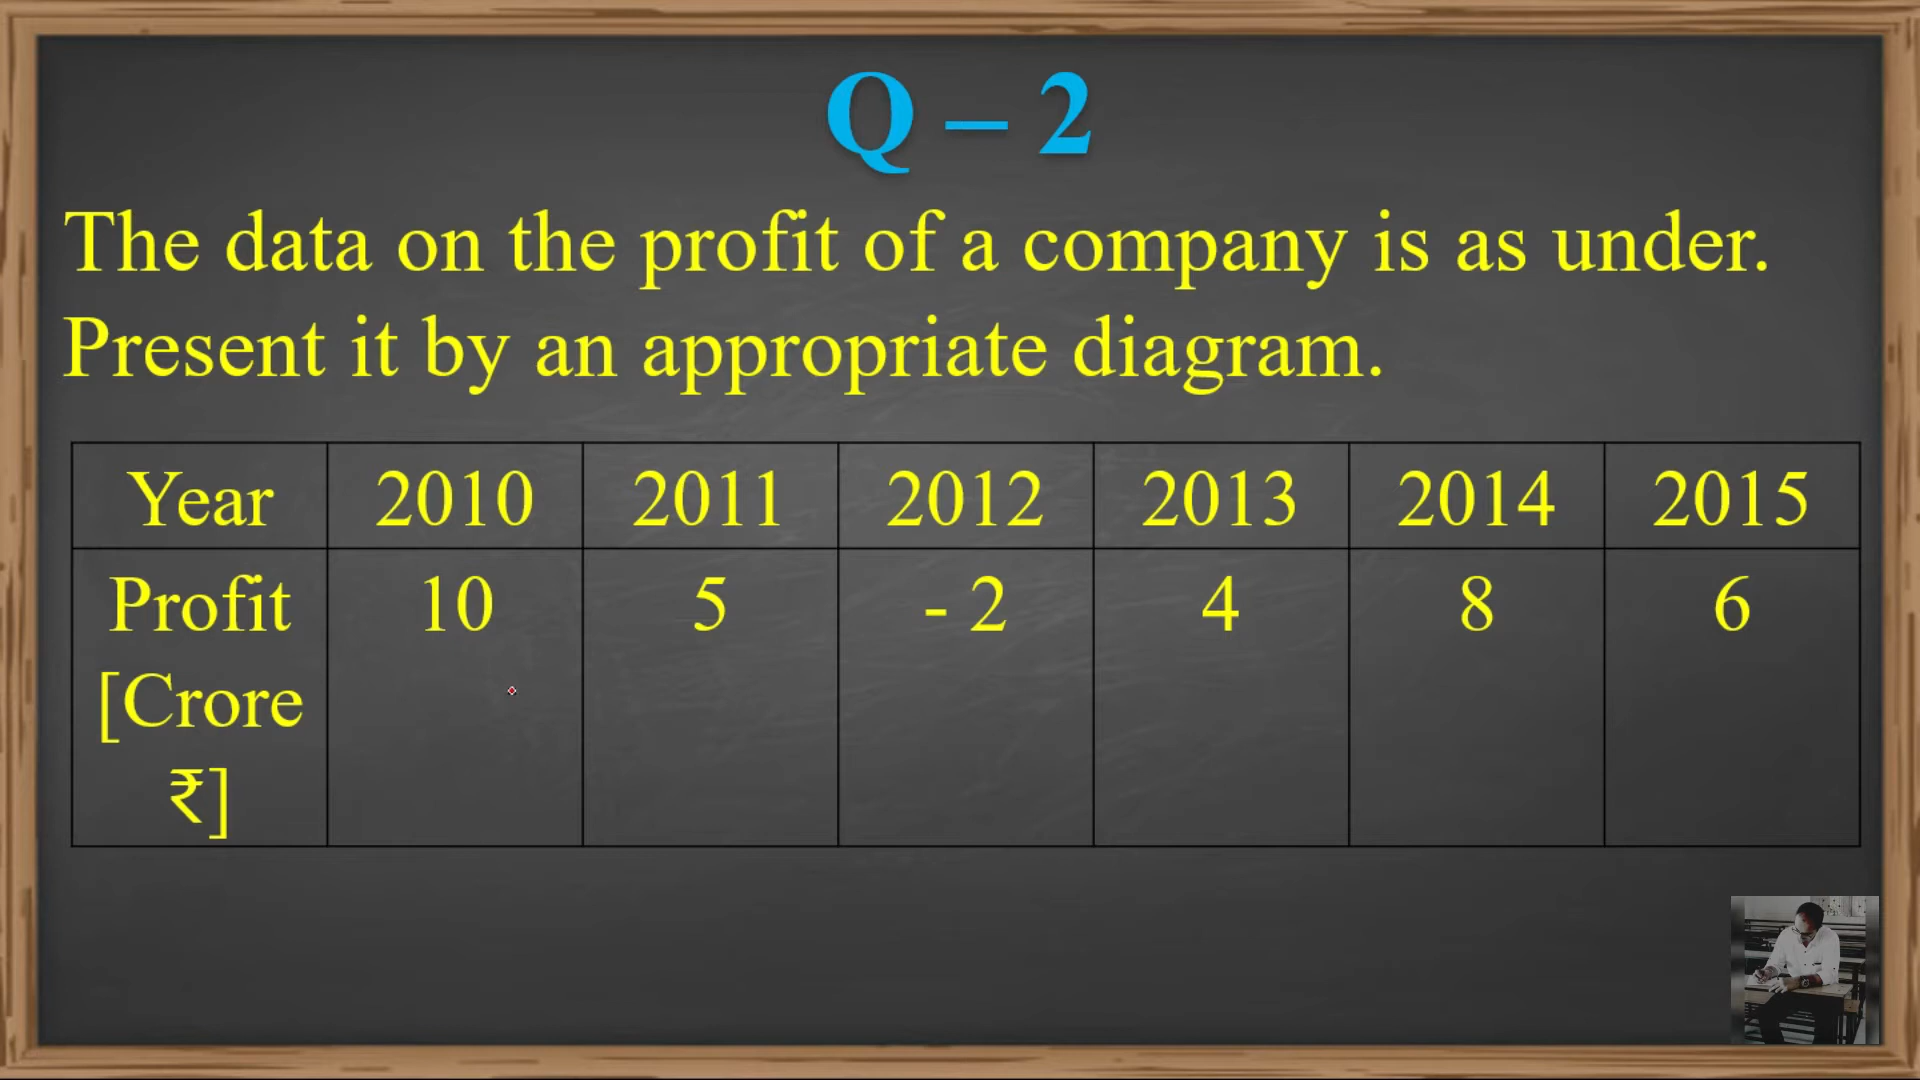 Q – 2
The data on the profit of a company is as under.
Present it by an appropriate diagram.
Year 2010 2011 2012 2013 2014 2015
Profit 10 5 - 2 4 8 6
[Crore
₹]